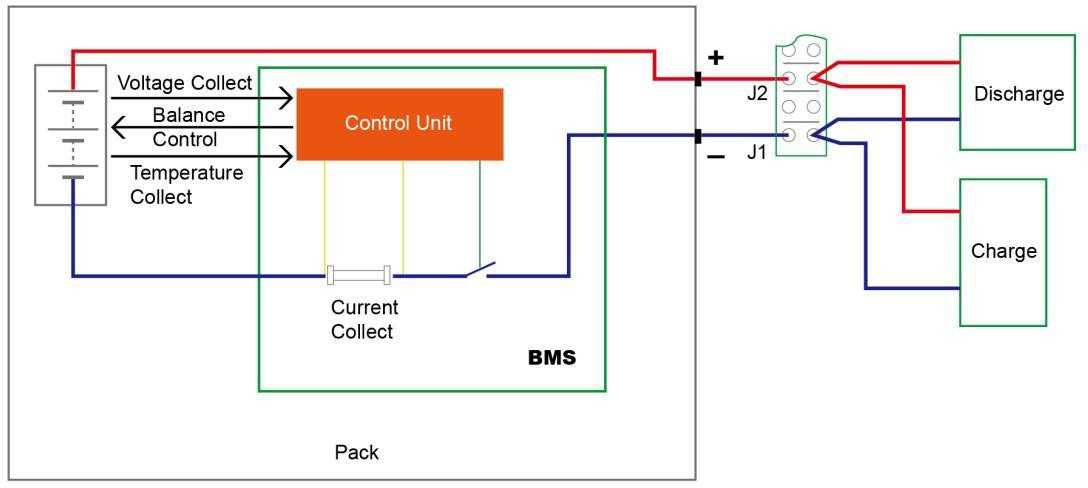 Voltage Collect
Balance
Control
Temperature
Collect
Control Unit
Current
Collect
BMS
Pack
+
J2
−
J1
Discharge
Charge